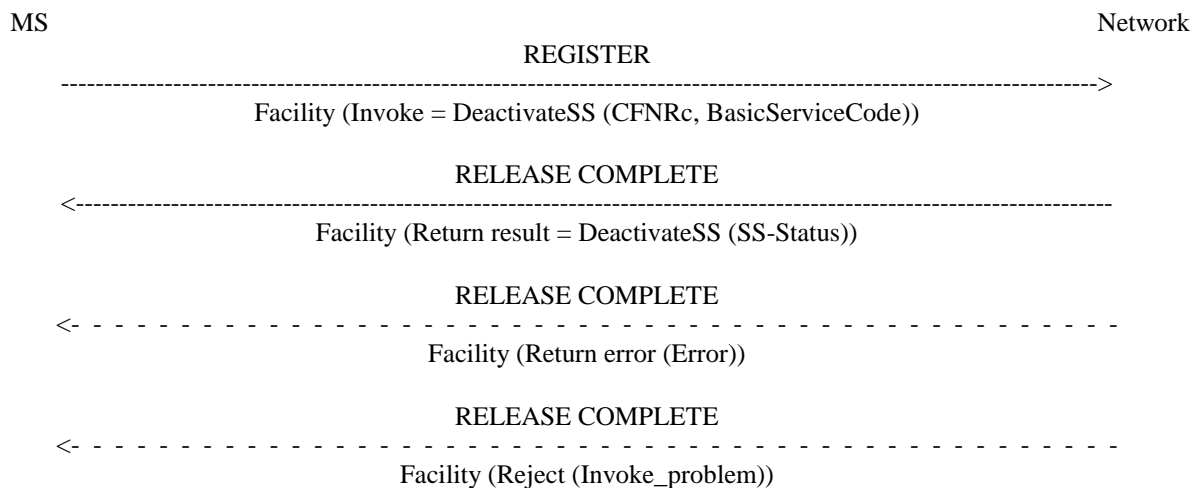 MS Network
REGISTER
Facility (Invoke = DeactivateSS (CFNRc, BasicServiceCode))
RELEASE COMPLETE
Facility (Return result = DeactivateSS (SS-Status))
RELEASE COMPLETE
Facility (Return error (Error))
RELEASE COMPLETE
Facility (Reject (Invoke_problem))